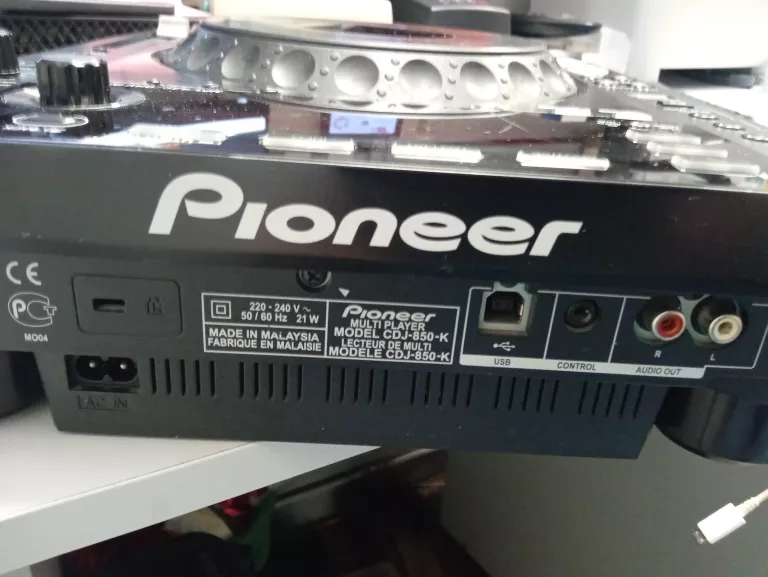 Pioneer
CE
PCT
MO04
220 - 240 V ~
50 / 60 Hz 21 W
MADE IN MALAYSIA
FABRIQUE EN MALAISIE
Pioneer
MULTI PLAYER
MODEL CDJ-850-K
LECTEUR DE MULTI
MODELE CDJ-850-K
USB
CONTROL
R
L
AUDIO OUT
AC IN